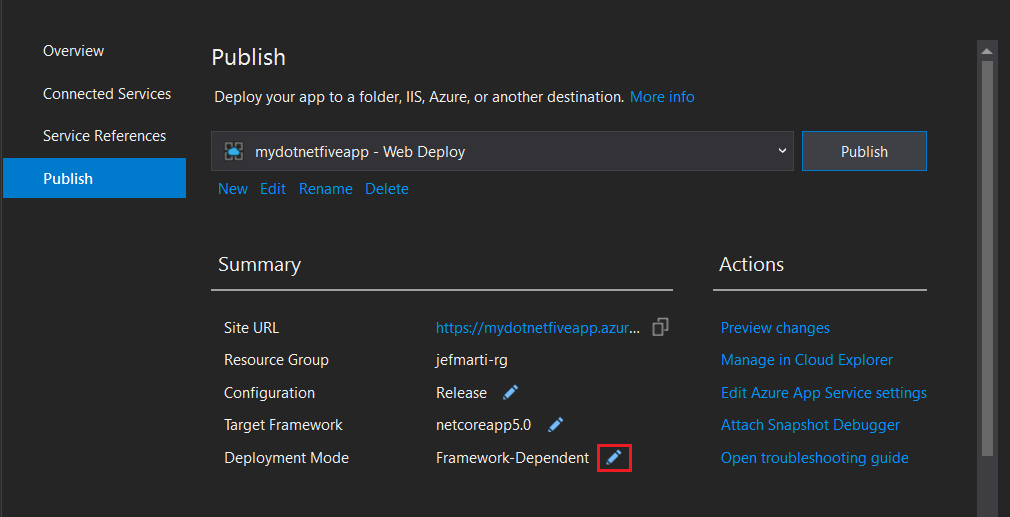 Overview
Connected Services
Service References
Publish
Publish
Deploy your app to a folder, IIS, Azure, or another destination. More info
mydotnetfiveapp - Web Deploy
Publish
New Edit Rename Delete
Summary
Site URL https://mydotnetfiveapp.azur...
Resource Group jefmarti-rg
Configuration Release
Target Framework netcoreapp5.0
Deployment Mode Framework-Dependent
Actions
Preview changes
Manage in Cloud Explorer
Edit Azure App Service settings
Attach Snapshot Debugger
Open troubleshooting guide